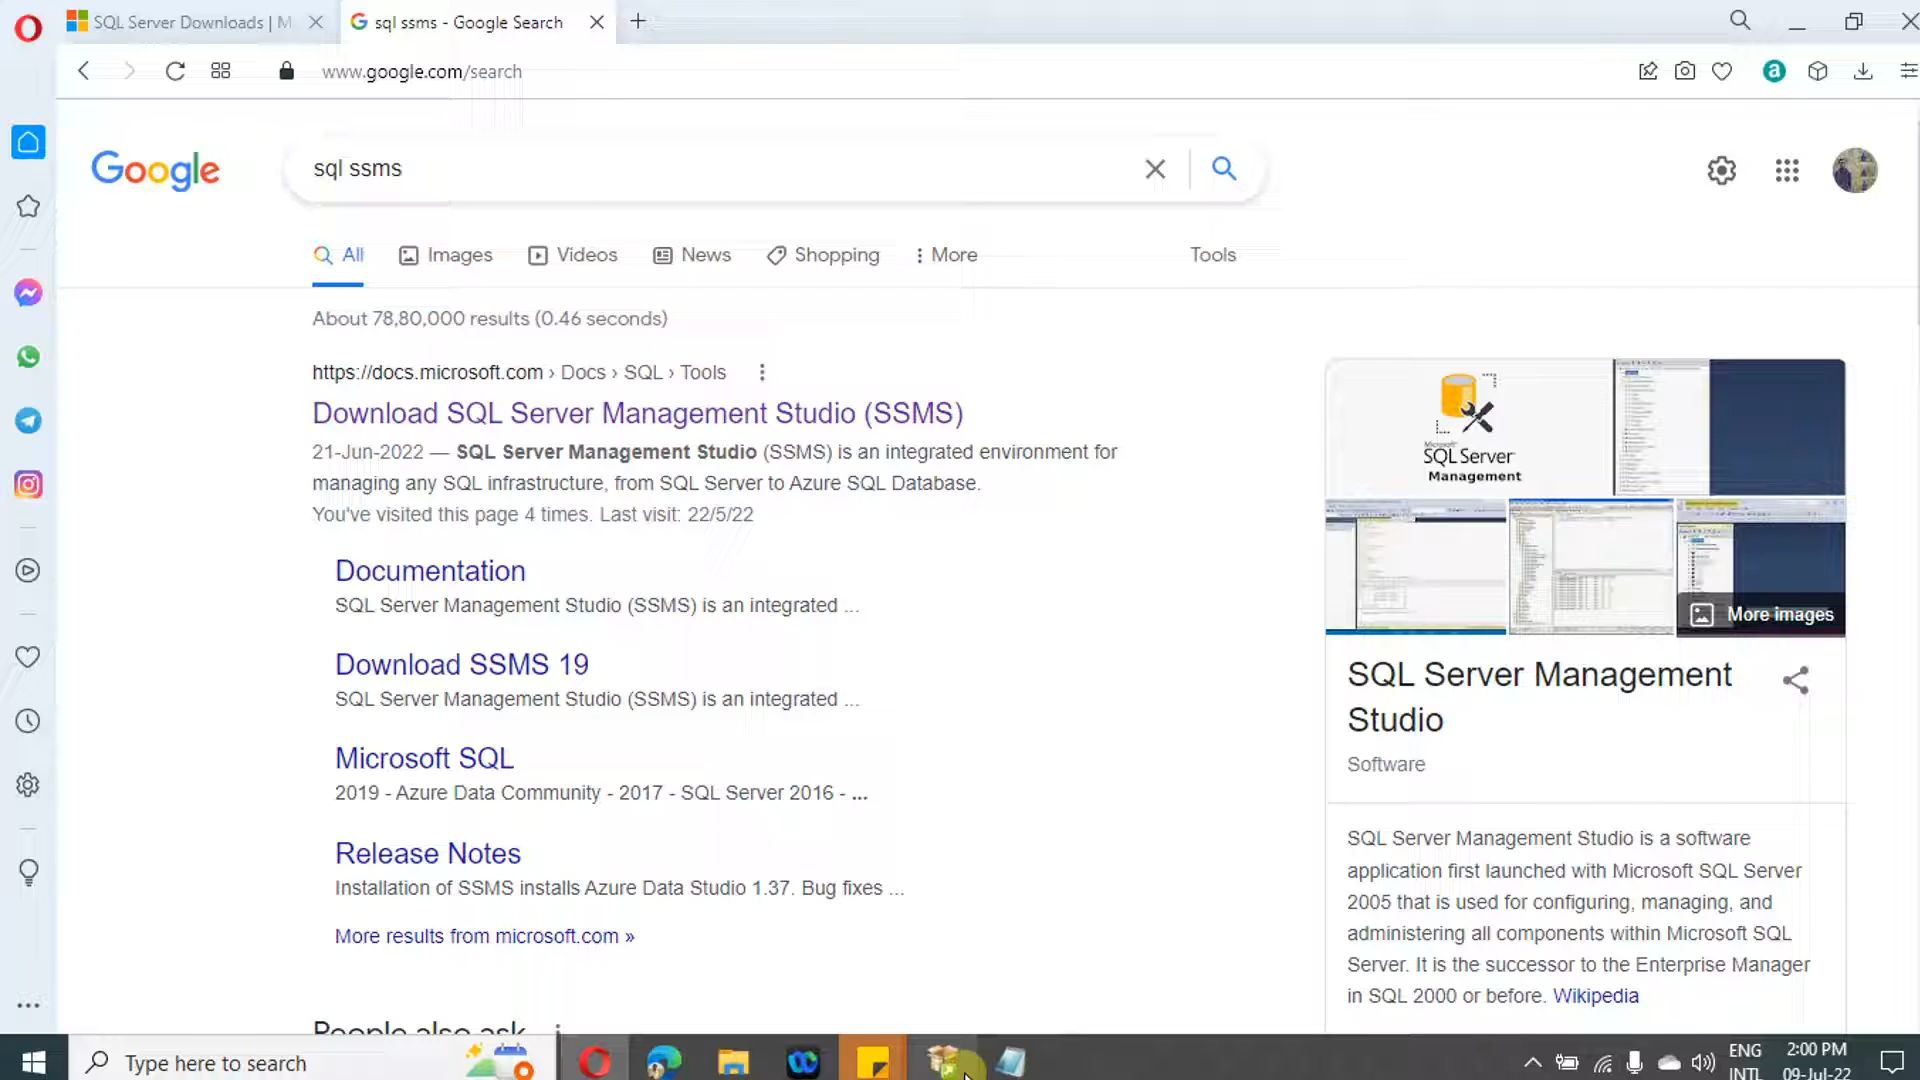 SQL Server Downloads | M
sql ssms - Google Search
www.google.com/search
Google
sql ssms
All
Images
Videos
News
Shopping
More
Tools
About 78,80,000 results (0.46 seconds)
https://docs.microsoft.com › Docs › SQL › Tools
Download SQL Server Management Studio (SSMS)
21-Jun-2022 — SQL Server Management Studio (SSMS) is an integrated environment for
managing any SQL infrastructure, from SQL Server to Azure SQL Database.
You've visited this page 4 times. Last visit: 22/5/22
Documentation
SQL Server Management Studio (SSMS) is an integrated ...
Download SSMS 19
SQL Server Management Studio (SSMS) is an integrated ...
Microsoft SQL
2019 - Azure Data Community - 2017 - SQL Server 2016 - ...
Release Notes
Installation of SSMS installs Azure Data Studio 1.37. Bug fixes ...
More results from microsoft.com »
People also ask
Microsoft
SQL Server
Management
More images
SQL Server Management
Studio
Software
SQL Server Management Studio is a software
application first launched with Microsoft SQL Server
2005 that is used for configuring, managing, and
administering all components within Microsoft SQL
Server. It is the successor to the Enterprise Manager
in SQL 2000 or before. Wikipedia
Type here to search
ENG
INTL
2:00 PM
09-Jul-22